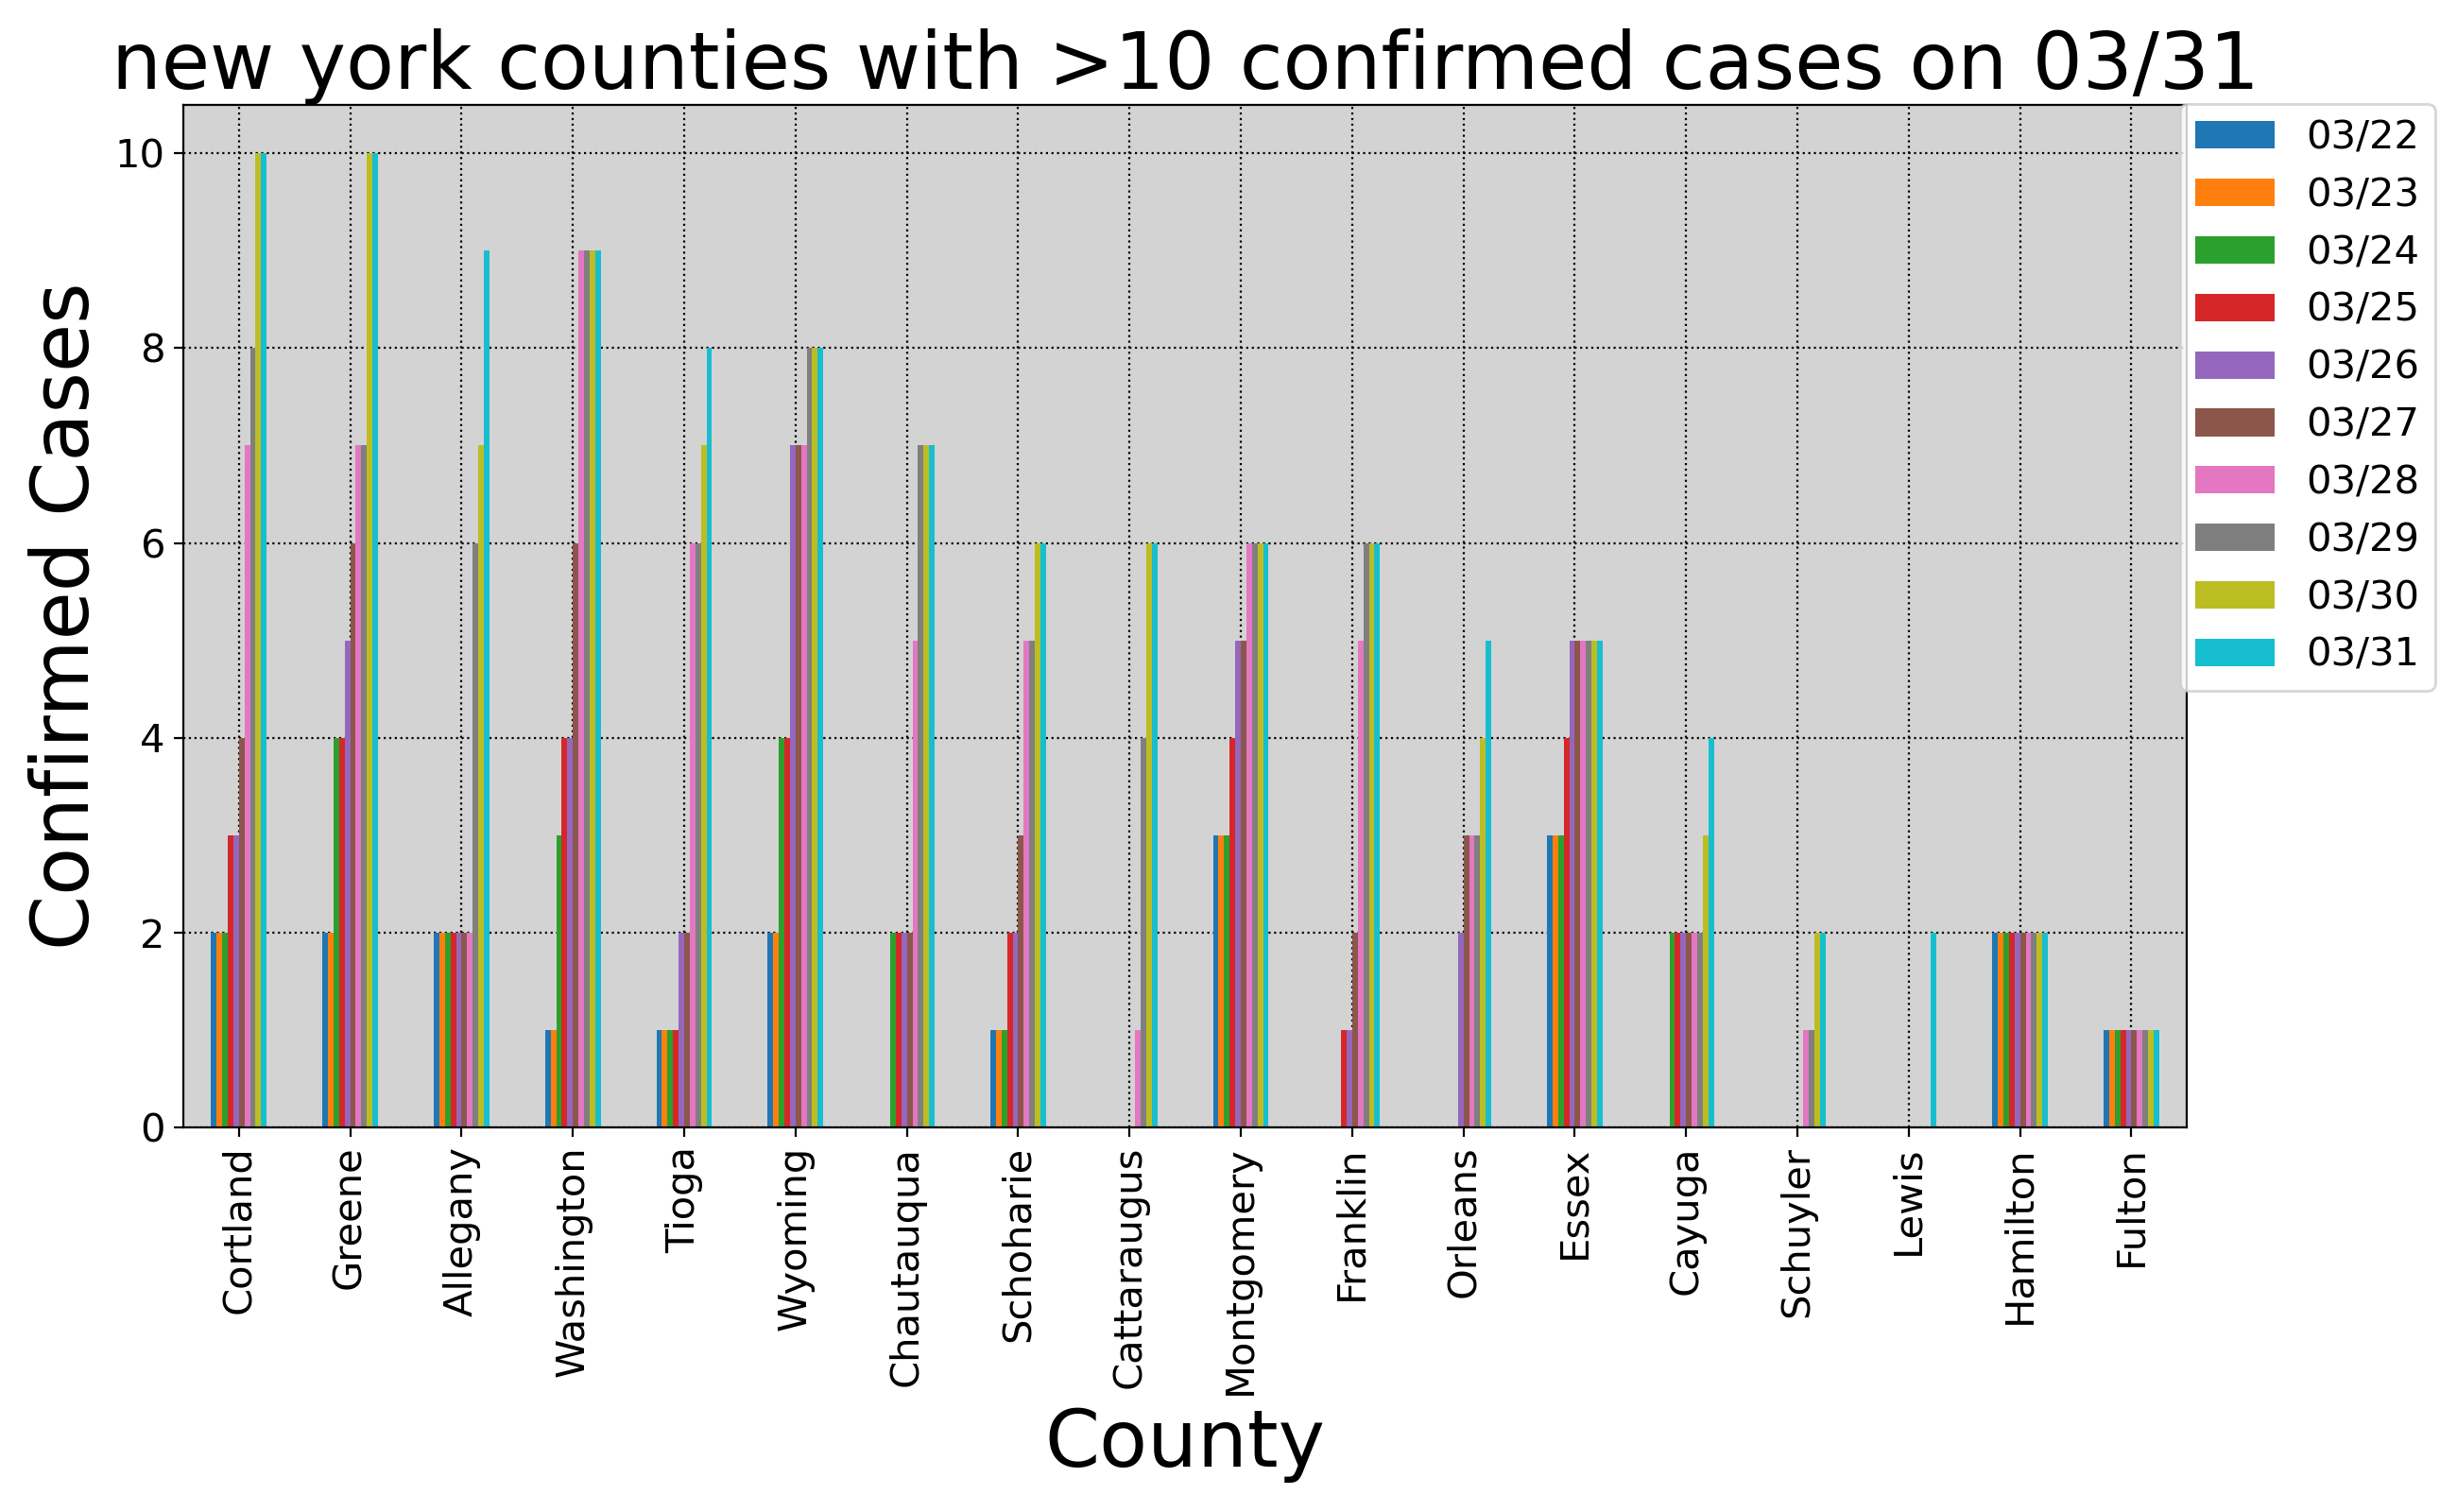 new york counties with >10 confirmed cases on 03/31
Confirmed Cases
10
8
6
4
2
0
03/22
03/23
03/24
03/25
03/26
03/27
03/28
03/29
03/30
03/31
Cortland
Greene
Allegany
Washington
Tioga
Wyoming
Chautauqua
Schoharie
Cattaraugus
Montgomery
Franklin
Orleans
Essex
Cayuga
Schuyler
Lewis
Hamilton
Fulton
County